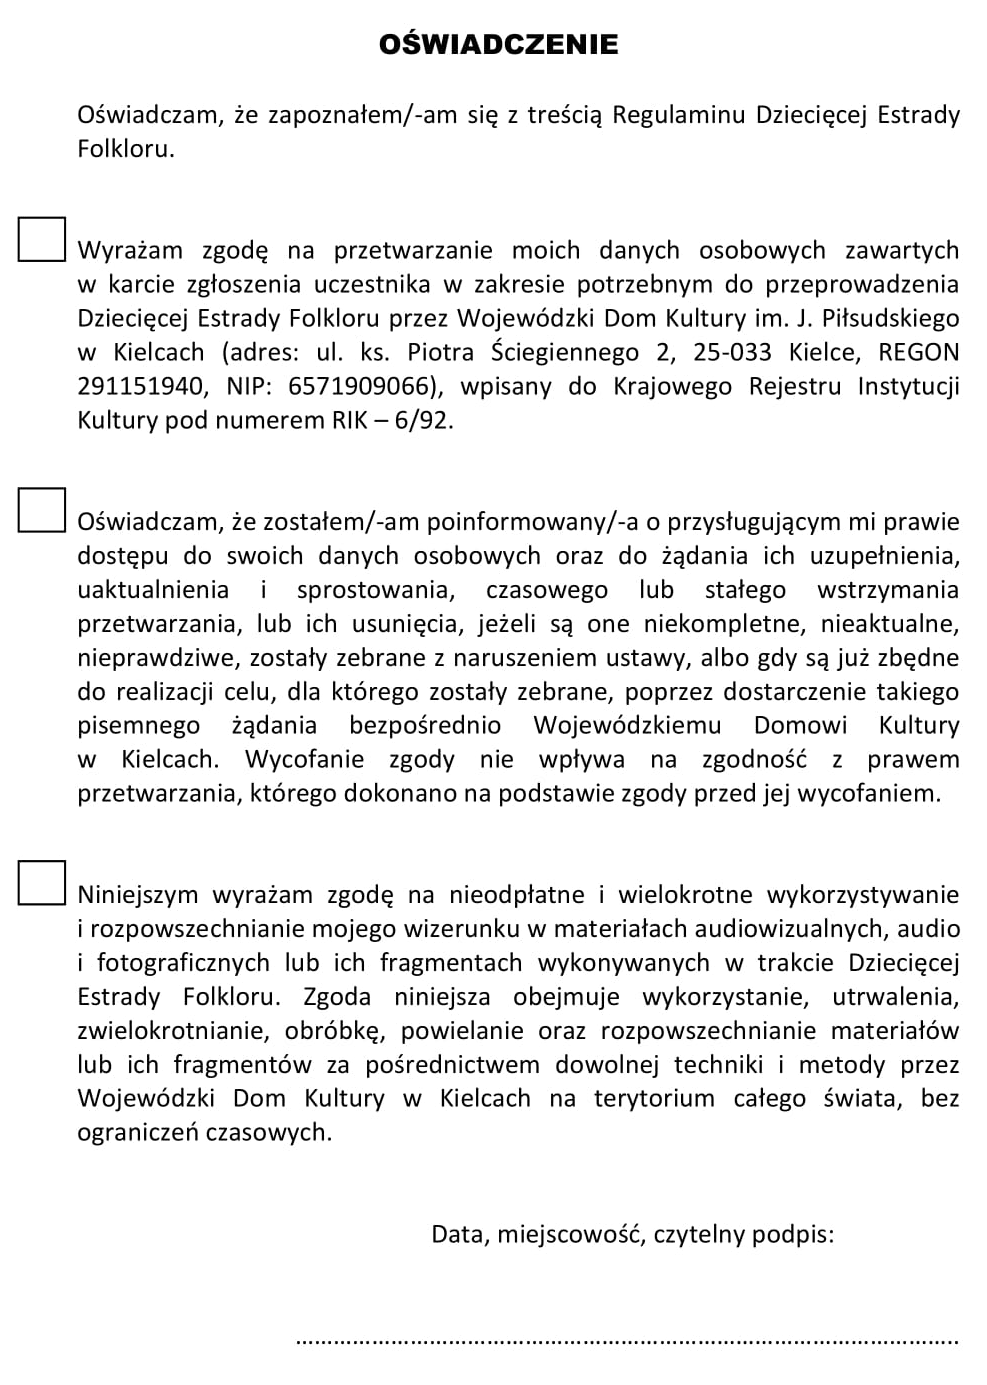 OŚWIADCZENIE
Oświadczam, że zapoznałem/-am się z treścią Regulaminu Dziecięcej Estrady
Folkloru.
Wyrażam zgodę na przetwarzanie moich danych osobowych zawartych
w karcie zgłoszenia uczestnika w zakresie potrzebnym do przeprowadzenia
Dziecięcej Estrady Folkloru przez Wojewódzki Dom Kultury im. J. Piłsudskiego
w Kielcach (adres: ul. ks. Piotra Ściegiennego 2, 25-033 Kielce, REGON
291151940, NIP: 6571909066), wpisany do Krajowego Rejestru Instytucji
Kultury pod numerem RIK – 6/92.
Oświadczam, że zostałem/-am poinformowany/-a o przysługującym mi prawie
dostępu do swoich danych osobowych oraz do żądania ich uzupełnienia,
uaktualnienia i sprostowania, czasowego lub stałego wstrzymania
przetwarzania, lub ich usunięcia, jeżeli są one niekompletne, nieaktualne,
nieprawdziwe, zostały zebrane z naruszeniem ustawy, albo gdy są już zbędne
do realizacji celu, dla którego zostały zebrane, poprzez dostarczenie takiego
pisemnego żądania bezpośrednio Wojewódzkiemu Domowi Kultury
w Kielcach. Wycofanie zgody nie wpływa na zgodność z prawem
przetwarzania, którego dokonano na podstawie zgody przed jej wycofaniem.
Niniejszym wyrażam zgodę na nieodpłatne i wielokrotne wykorzystywanie
i rozpowszechnianie mojego wizerunku w materiałach audiowizualnych, audio
i fotograficznych lub ich fragmentach wykonywanych w trakcie Dziecięcej
Estrady Folkloru. Zgoda niniejsza obejmuje wykorzystanie, utrwalenia,
zwielokrotnianie, obróbkę, powielanie oraz rozpowszechnianie materiałów
lub ich fragmentów za pośrednictwem dowolnej techniki i metody przez
Wojewódzki Dom Kultury w Kielcach na terytorium całego świata, bez
ograniczeń czasowych.
Data, miejscowość, czytelny podpis:
……………………………………………………………………………………………..